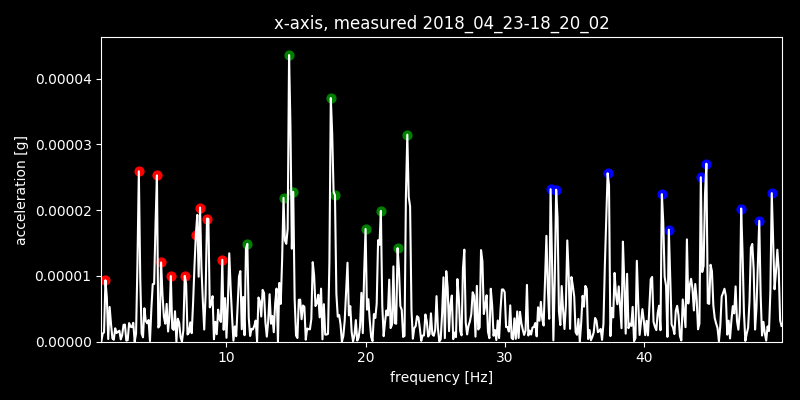 x-axis, measured 2018_04_23-18_20_02
0.00004
0.00003
0.00002
0.00001
0.00000
acceleration [g]
10 20 30 40
frequency [Hz]